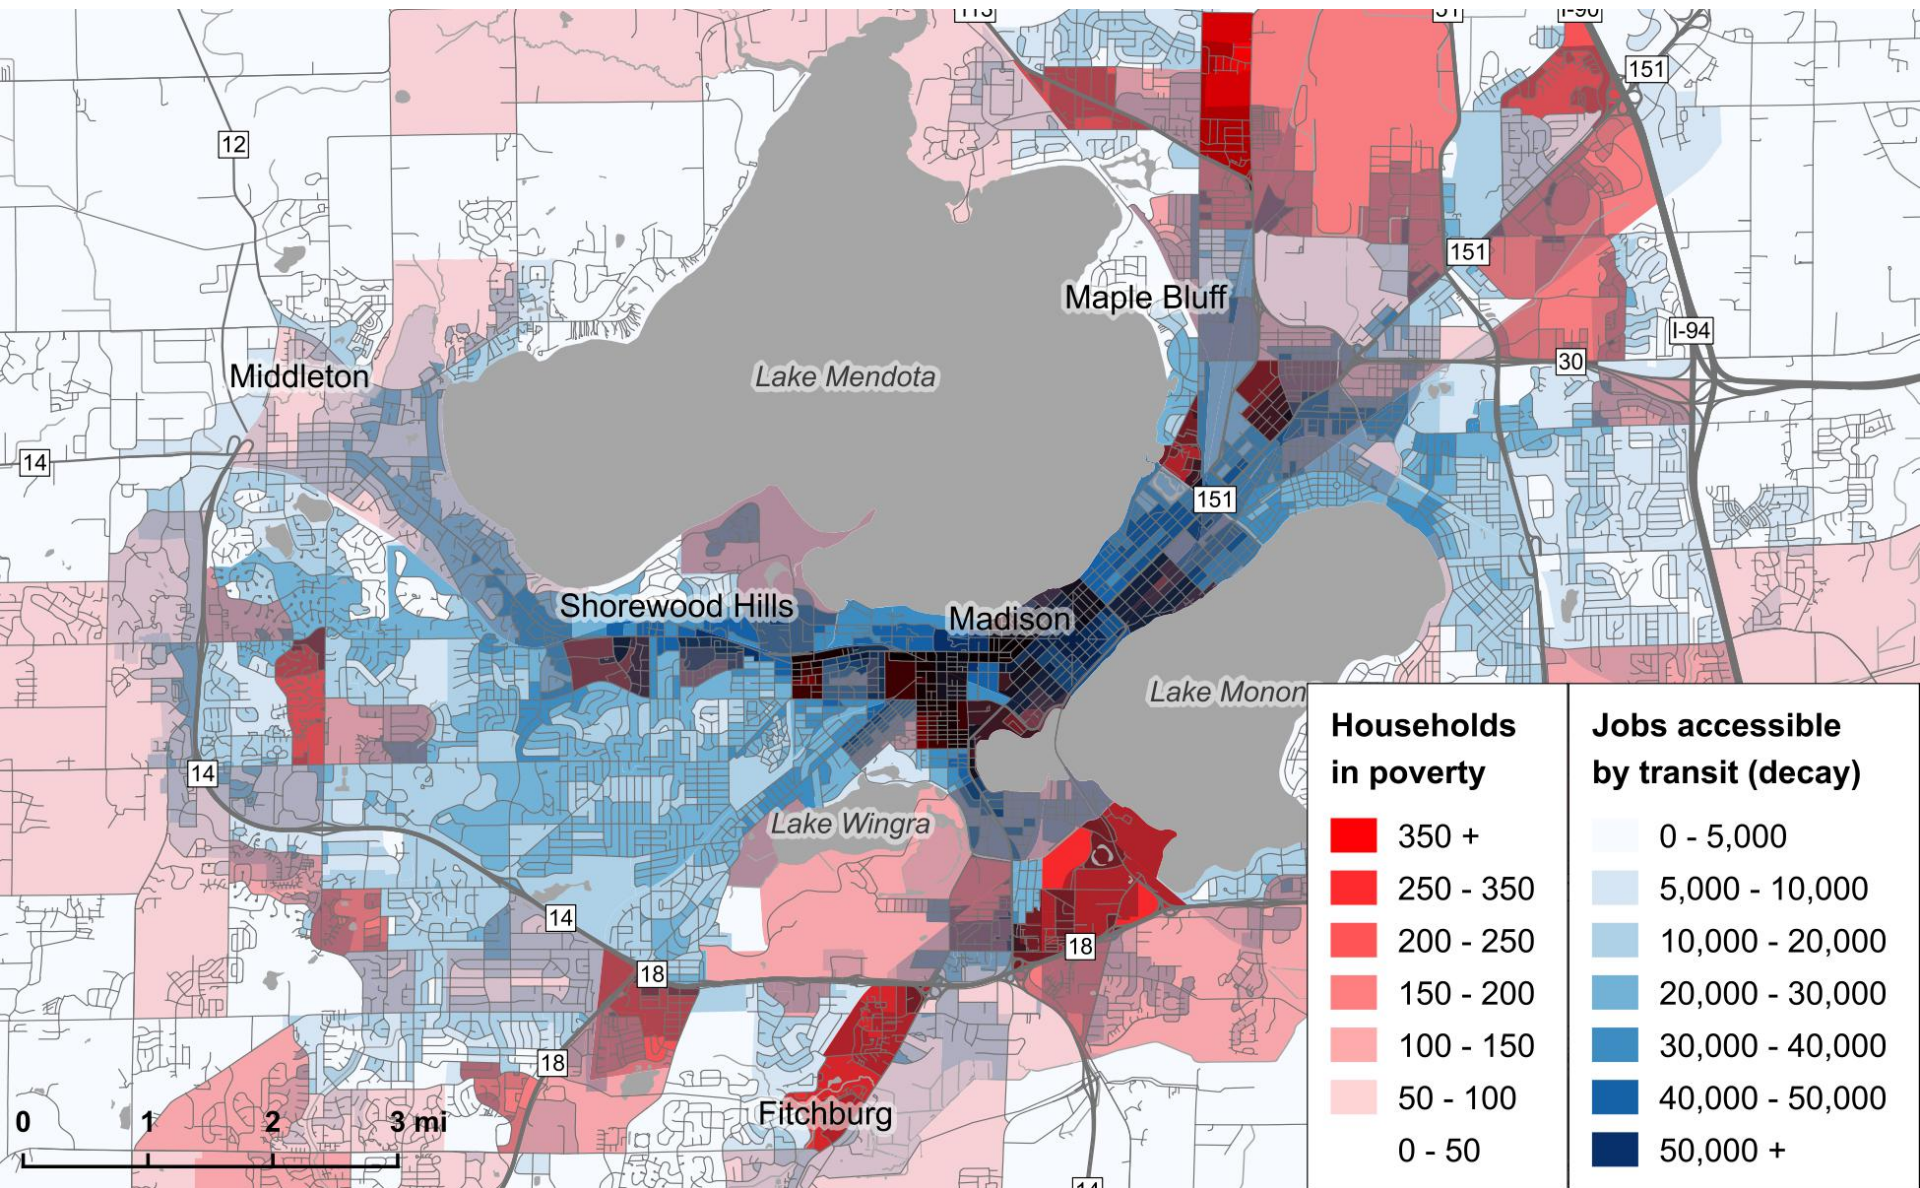 113
51
I-90
151
12
151
Maple Bluff
I-94
Lake Mendota
Middleton
30
14
151
Shorewood Hills
Madison
Lake Monon
14
Lake Wingra
14
18
18
18
Fitchburg
0 1 2 3 mi
14
Households
in poverty
350 +
250 - 350
200 - 250
150 - 200
100 - 150
50 - 100
0 - 50
Jobs accessible
by transit (decay)
0 - 5,000
5,000 - 10,000
10,000 - 20,000
20,000 - 30,000
30,000 - 40,000
40,000 - 50,000
50,000 +